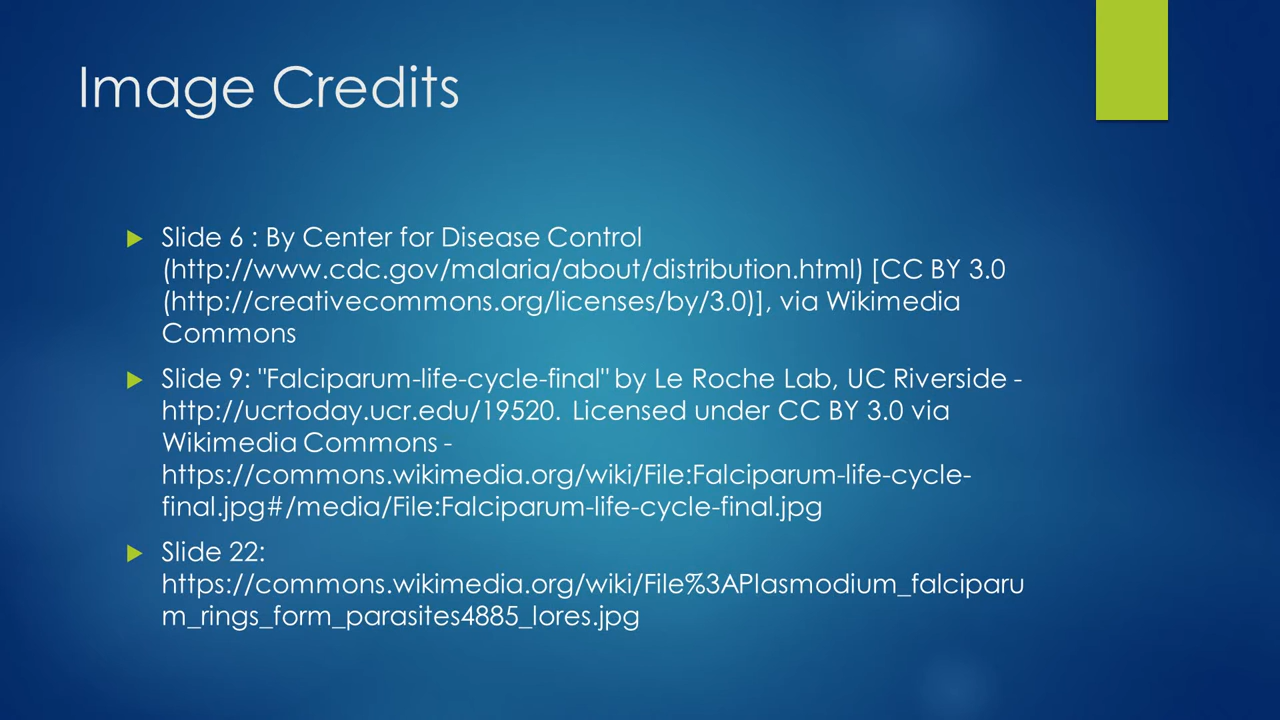 Image Credits
Slide 6 : By Center for Disease Control
(http://www.cdc.gov/malaria/about/distribution.html) [CC BY 3.0
(http://creativecommons.org/licenses/by/3.0)], via Wikimedia
Commons
Slide 9: "Falciparum-life-cycle-final" by Le Roche Lab, UC Riverside -
http://ucrtoday.ucr.edu/19520. Licensed under CC BY 3.0 via
Wikimedia Commons -
https://commons.wikimedia.org/wiki/File:Falciparum-life-cycle-
final.jpg#/media/File:Falciparum-life-cycle-final.jpg
Slide 22:
https://commons.wikimedia.org/wiki/File%3APlasmodium_falciparu
m_rings_form_parasites4885_lores.jpg